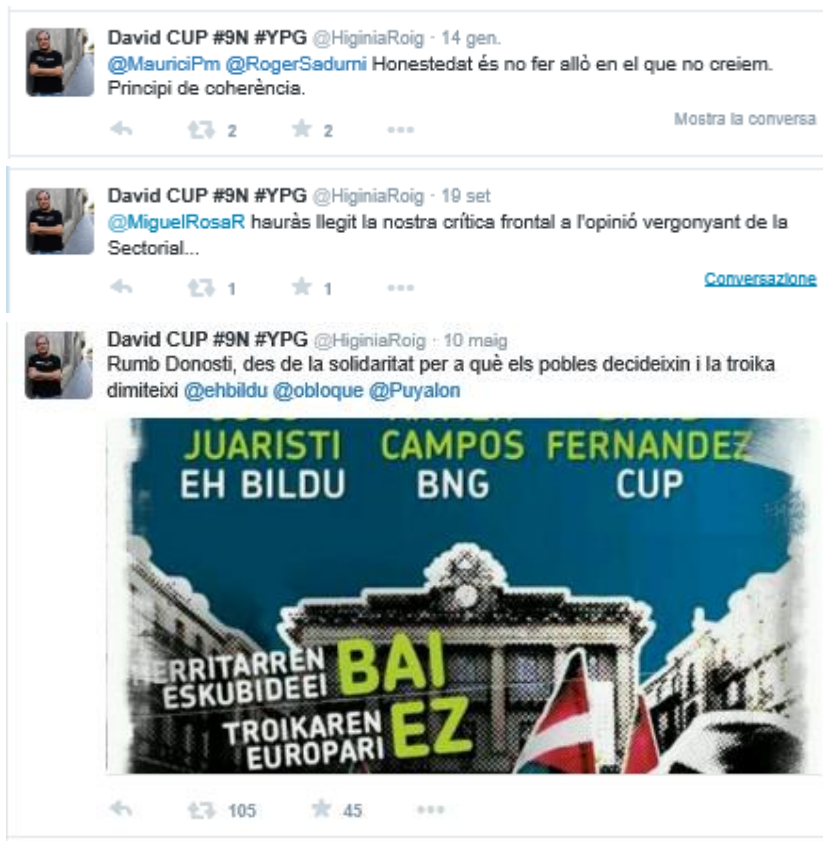 David CUP #9N #YPG @HiginiaRoig · 14 gen.
@MauriciPm @RogerSadurni Honestedat és no fer allò en el que no creiem.
Principi de coherència.
2 2
Mostra la conversa
David CUP #9N #YPG @HiginiaRoig · 19 set
@MiguelRosaR hauràs llegit la nostra crítica frontal a l'opinió vergonyant de la
Sectorial...
1 1
Conversazione
David CUP #9N #YPG @HiginiaRoig · 10 maig
Rumb Donosti, des de la solidaritat per a què els pobles decideixin i la troika
dimiteixi @ehbildu @obloque @Puyalon
JUARISTI CAMPOS FERNANDEZ
EH BILDU BNG CUP
HERRITARREN
ESKUBIDEEI BAI
TROIKAREN
EUROPARI EZ
105 45